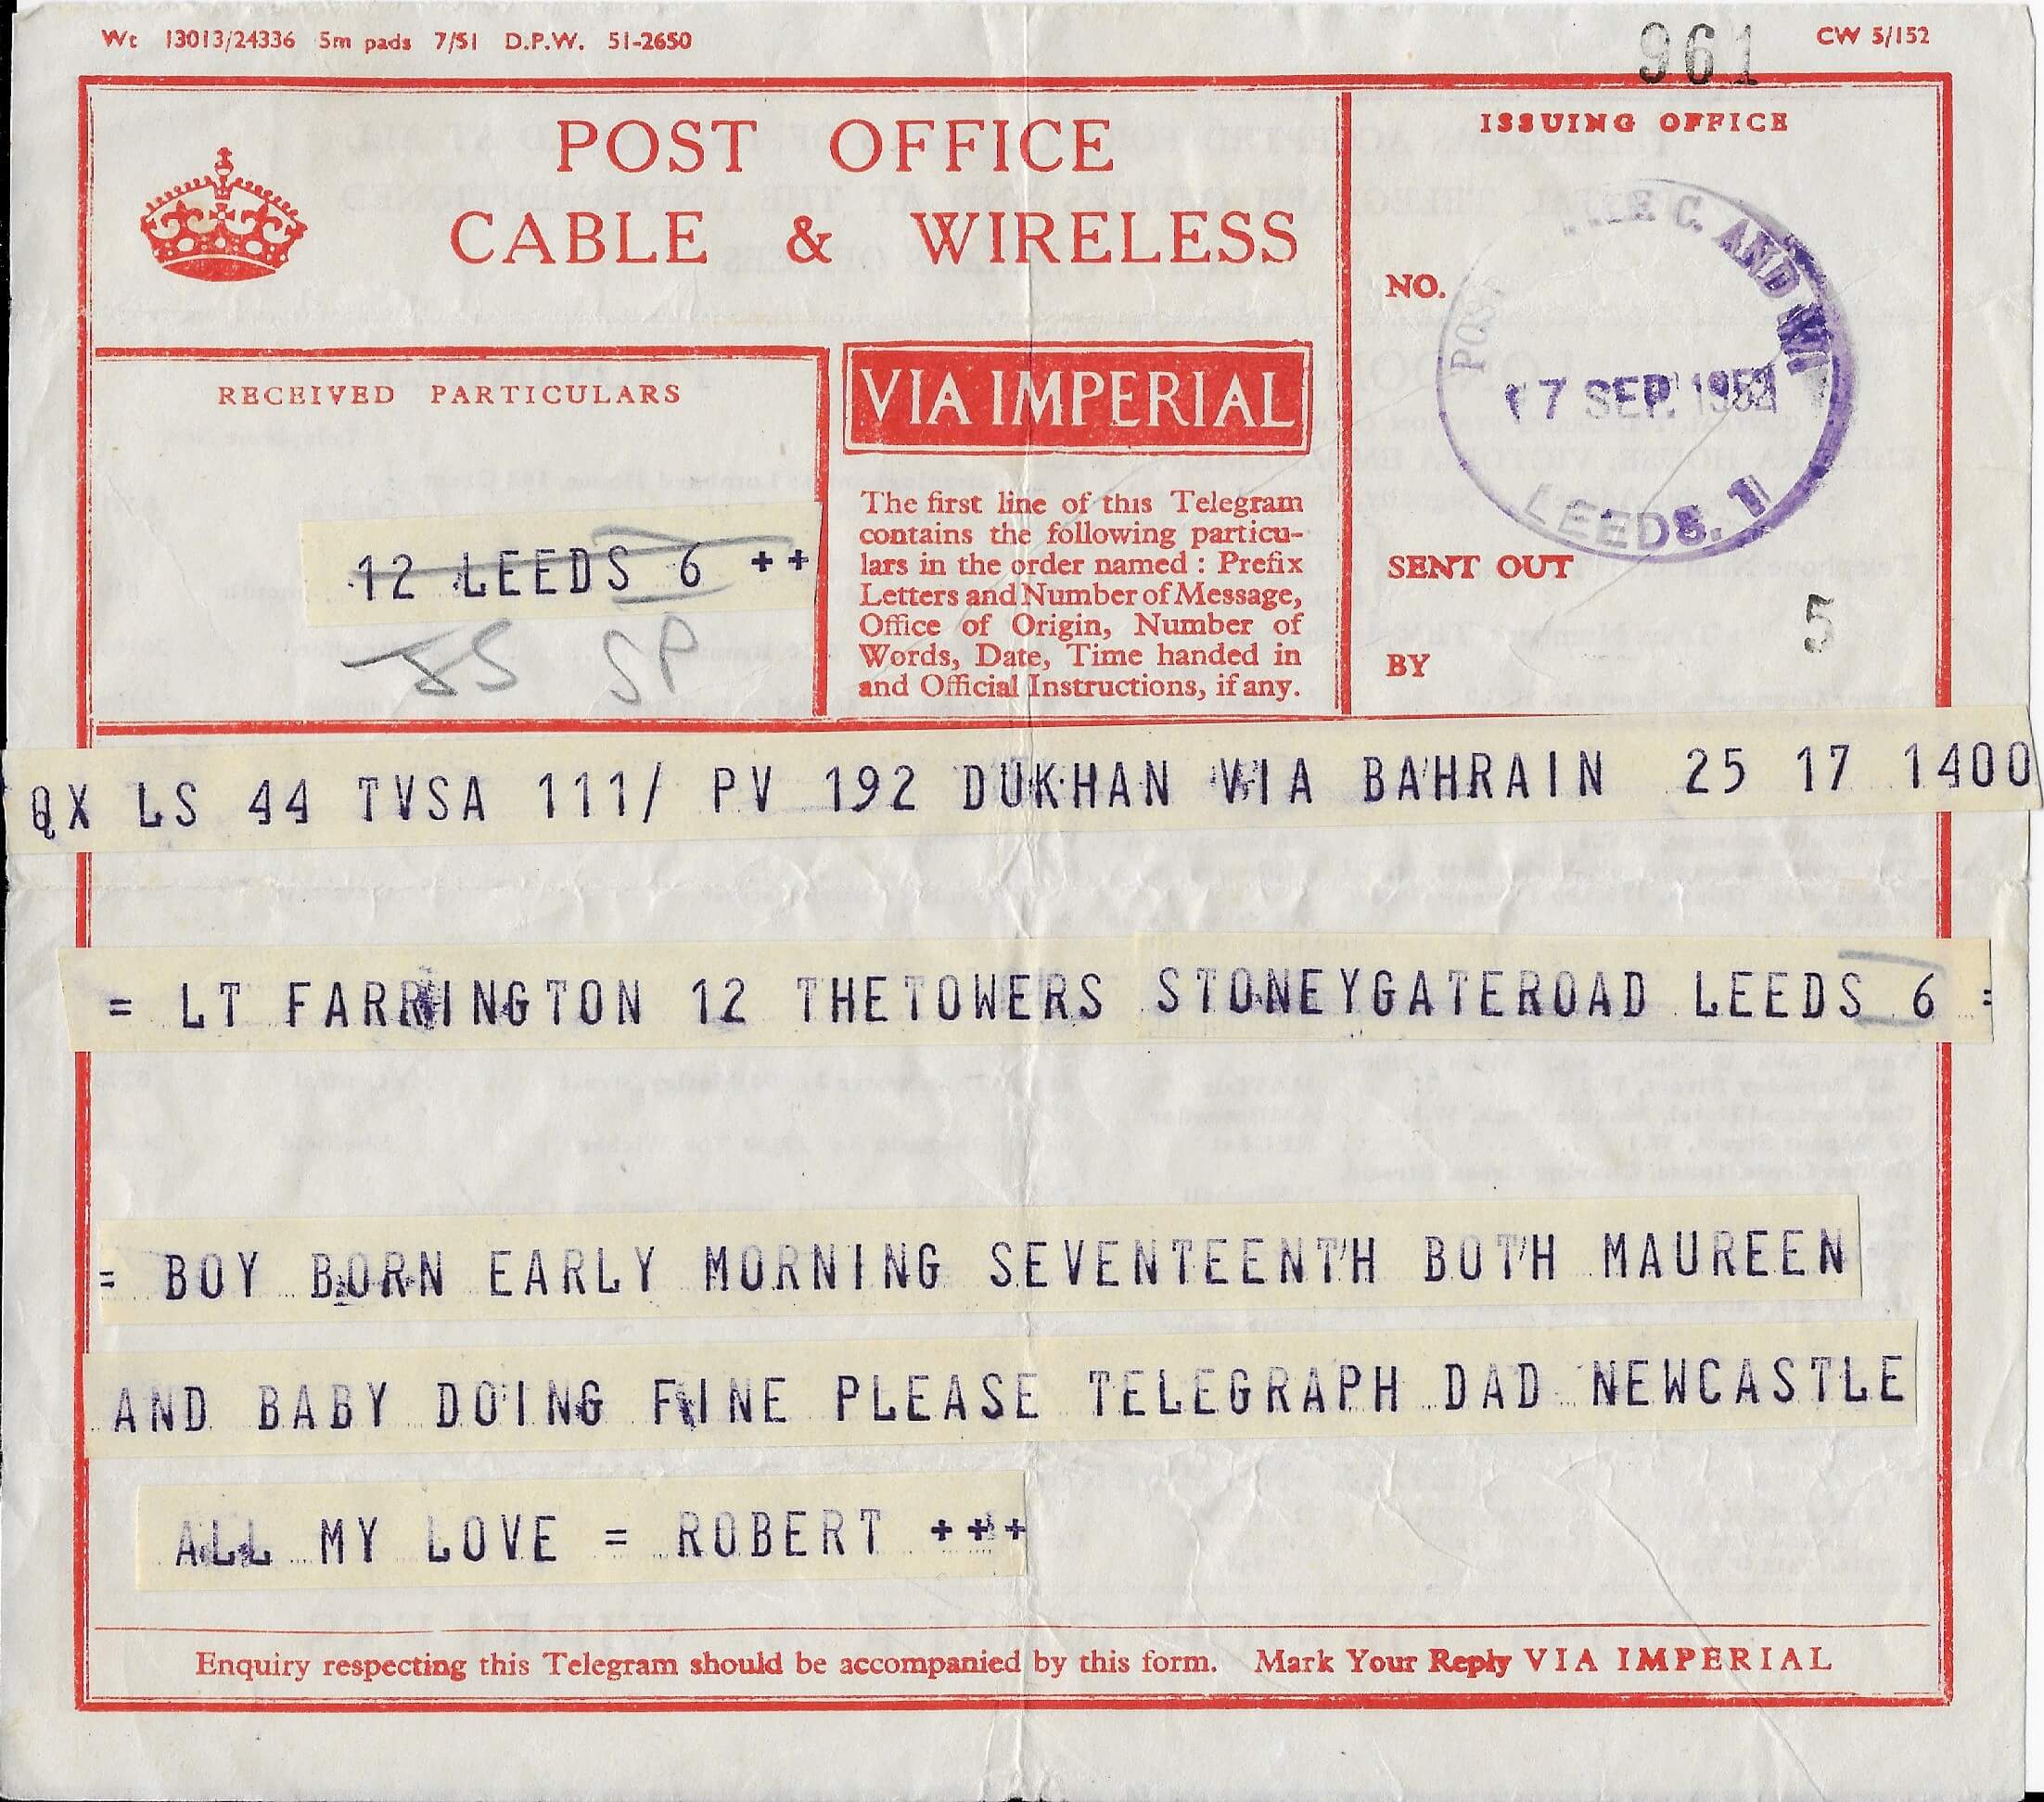 Wt 13013/24336 5m pads 7/51 D.P.W. 51-2650
961
CW 5/152
POST OFFICE
CABLE & WIRELESS
ISSUING OFFICE
NO.
C. AND W
17 SEP. 1952
LEEDS. 1
RECEIVED PARTICULARS
VIA IMPERIAL
12 LEEDS 6 ++
SS SP
The first line of this Telegram
contains the following particu-
lars in the order named : Prefix
Letters and Number of Message,
Office of Origin, Number of
Words, Date, Time handed in
and Official Instructions, if any.
SENT OUT
5
BY
QX LS 44 TVSA 111/ PV 192 DUKHAN VIA BAHRAIN 25 17 1400
= LT FARRINGTON 12 THETOWERS STONEYGATEROAD LEEDS 6 =
= BOY BORN EARLY MORNING SEVENTEENTH BOTH MAUREEN
AND BABY DOING FINE PLEASE TELEGRAPH DAD NEWCASTLE
ALL MY LOVE = ROBERT +++
Enquiry respecting this Telegram should be accompanied by this form. Mark Your Reply VIA IMPERIAL